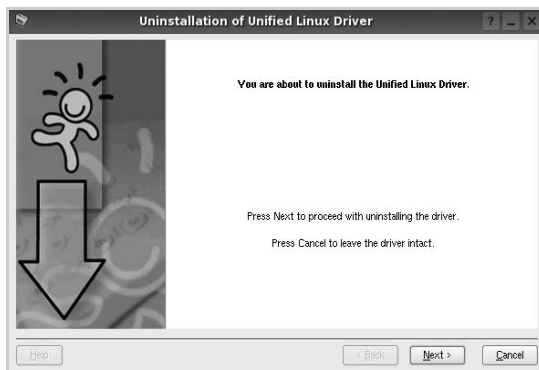 Uninstallation of Unified Linux Driver
? _ X
You are about to uninstall the Unified Linux Driver.
Press Next to proceed with uninstalling the driver.
Press Cancel to leave the driver intact.
Help
< Back
Next >
Cancel